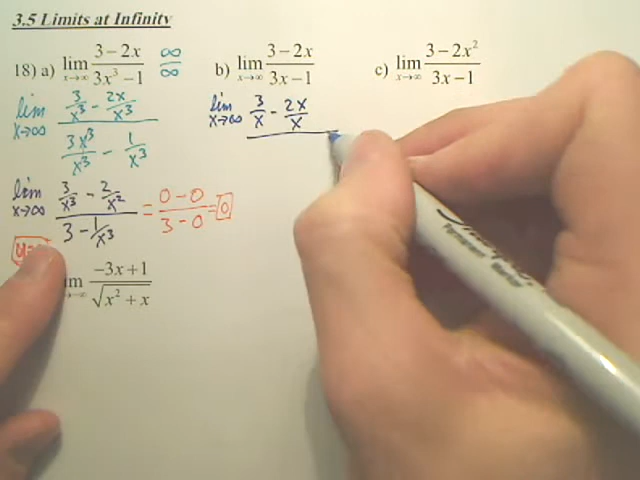 3.5 Limits at Infinity
18) a) lim x→∞ (3 − 2x)/(3x³ − 1) ∞/∞ b) lim x→∞ (3 − 2x)/(3x − 1) c) lim x→∞ (3 − 2x²)/(3x − 1)
lim x→∞ (3/x³ − 2x/x³)/(3x³/x³ − 1/x³) lim x→∞ 3/x − 2x/x
lim x→∞ (3/x³ − 2/x²)/(3 − 1/x³) = (0 − 0)/(3 − 0) = 0
y=
lim →−∞ (−3x + 1)/√(x² + x)
Permanent Marker